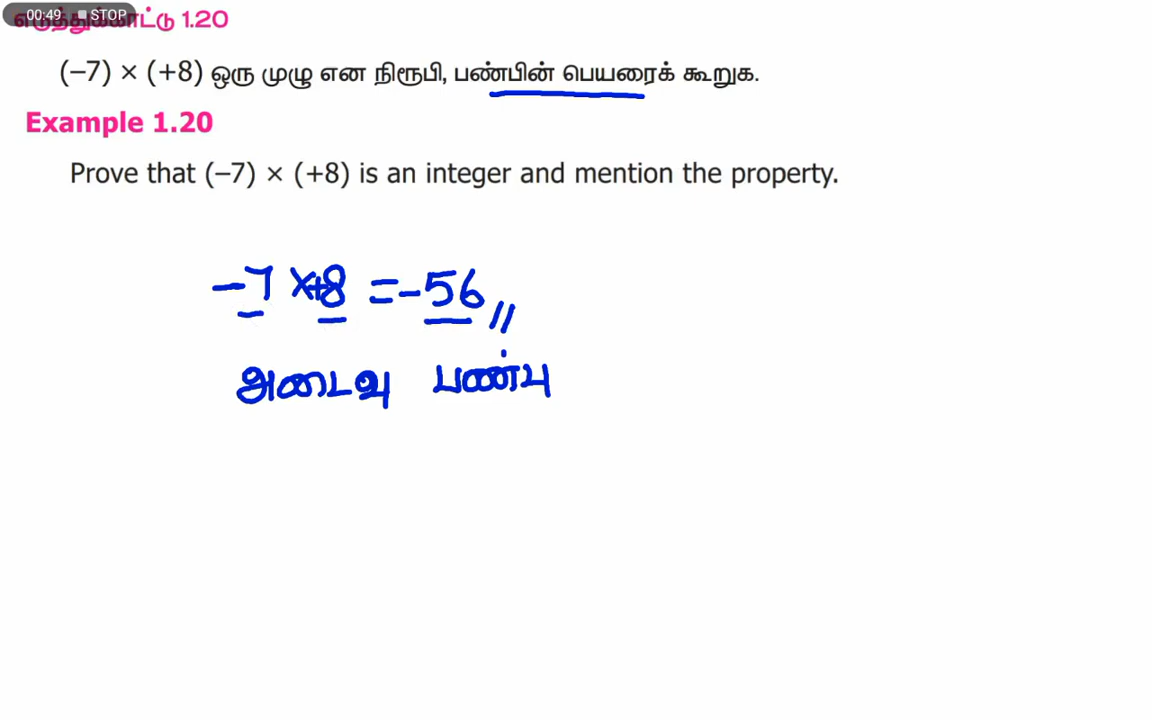 00:49 STOP
எடுத்துக்காட்டு 1.20
(–7) × (+8) ஒரு முழு என நிரூபி, பண்பின் பெயரைக் கூறுக.
Example 1.20
Prove that (–7) × (+8) is an integer and mention the property.
-7 ×+8 = -56 //
அடைவு பண்பு